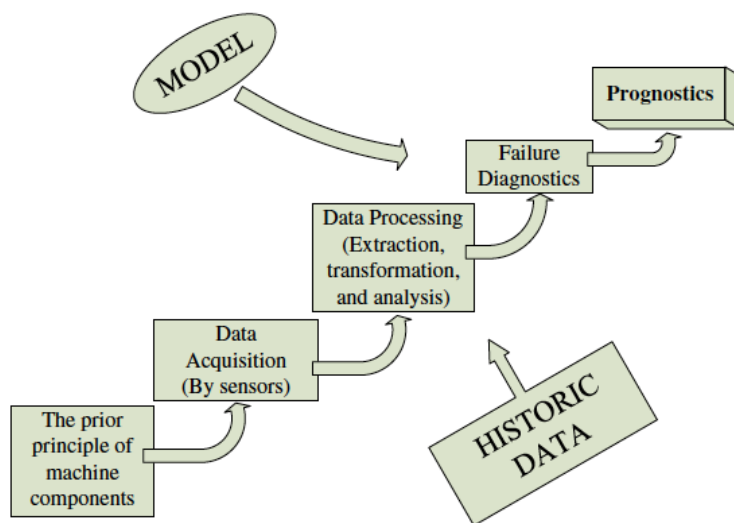 MODEL
Prognostics
Failure
Diagnostics
Data Processing
(Extraction,
transformation,
and analysis)
Data
Acquisition
(By sensors)
The prior
principle of
machine
components
HISTORIC
DATA